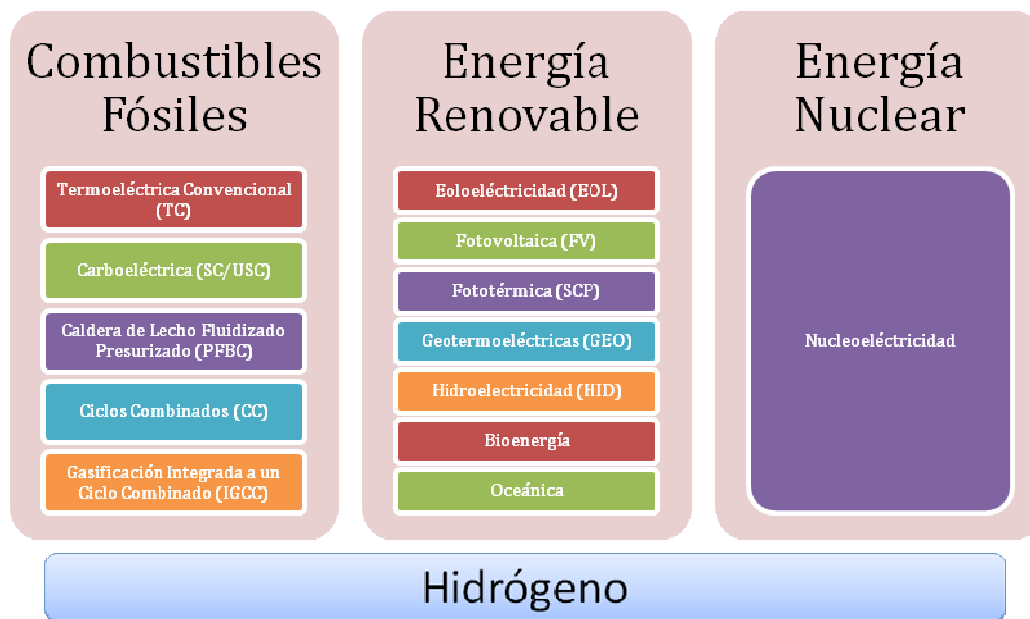 Combustibles
Fósiles
Termoeléctrica Convencional
(TC)
Carboeléctrica (SC/USC)
Caldera de Lecho Fluidizado
Presurizado (PFBC)
Ciclos Combinados (CC)
Gasificación Integrada a un
Ciclo Combinado (IGCC)
Energía
Renovable
Eoloeléctricidad (EOL)
Fotovoltaica (FV)
Fototérmica (SCP)
Geotermoeléctricas (GEO)
Hidroelectricidad (HID)
Bioenergía
Oceánica
Energía
Nuclear
Nucleoeléctricidad
Hidrógeno